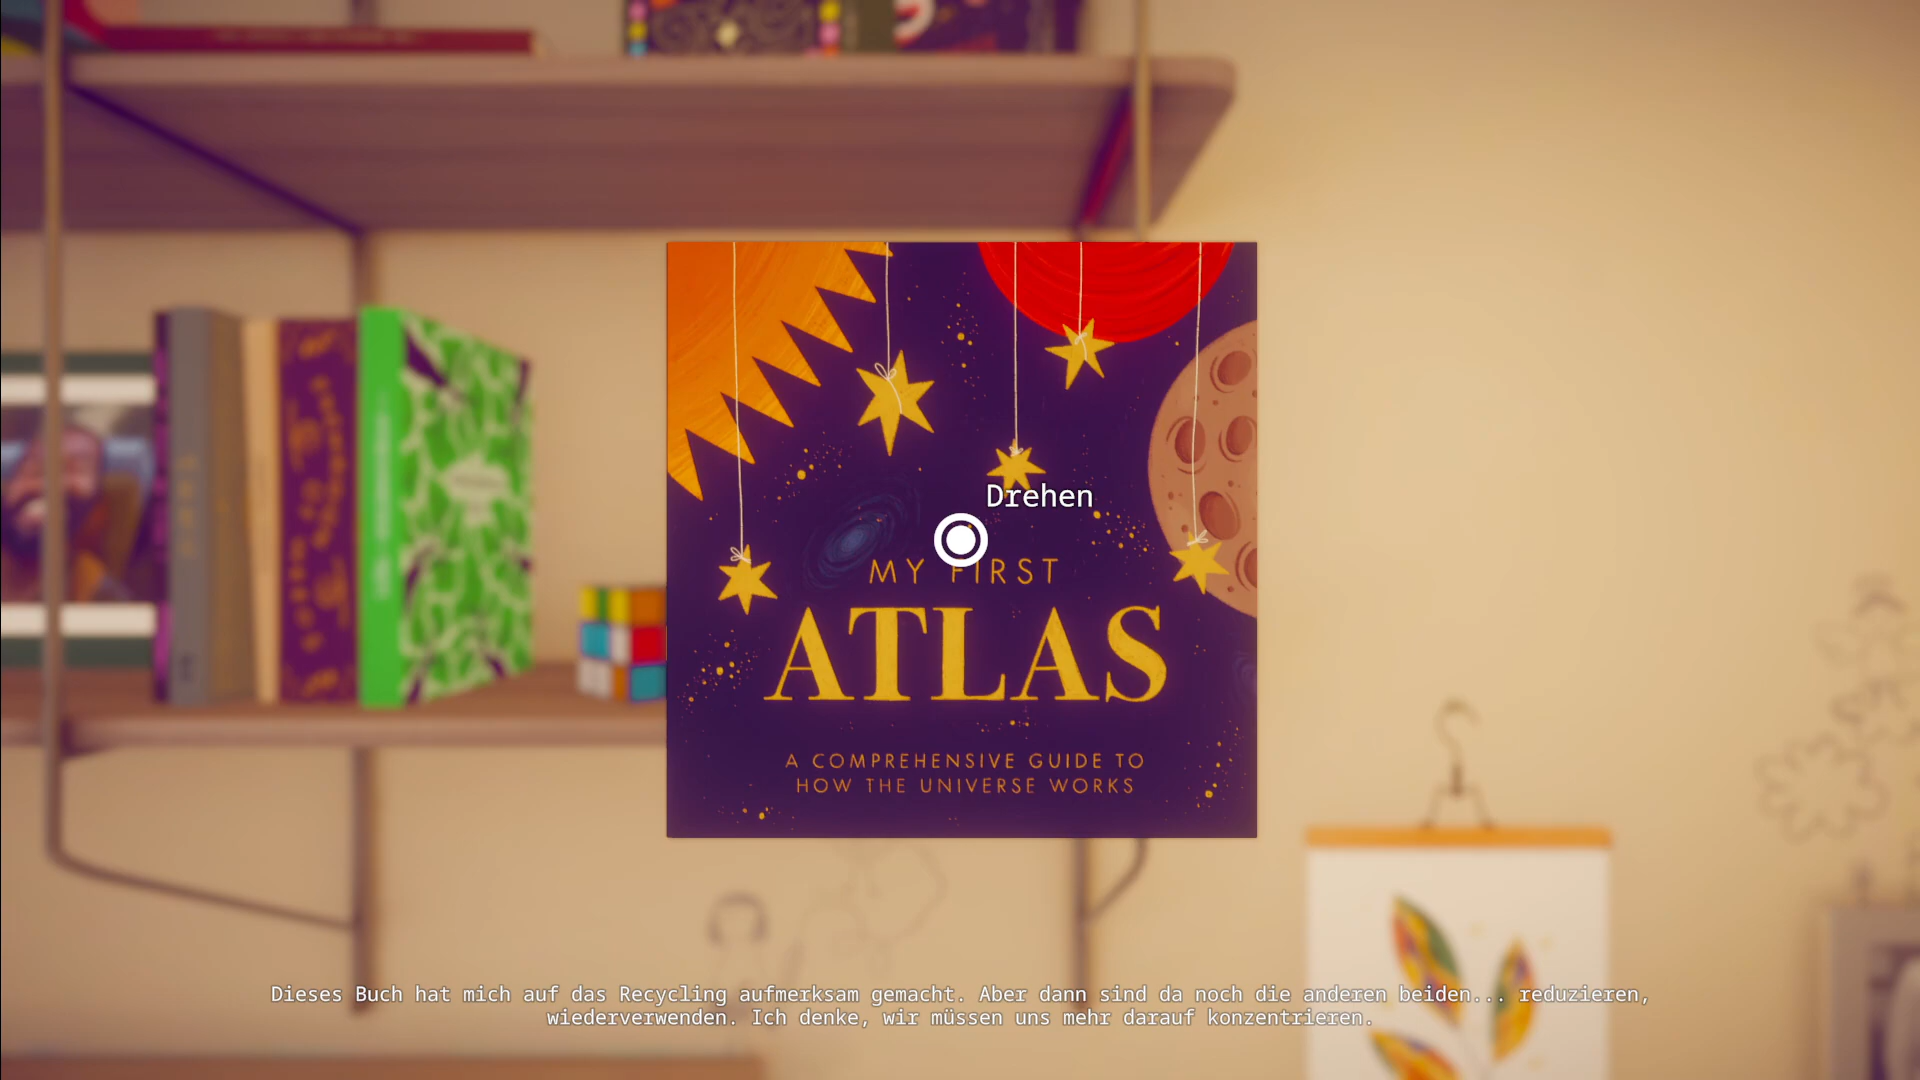 Drehen
MY FIRST
ATLAS
A COMPREHENSIVE GUIDE TO
HOW THE UNIVERSE WORKS
Dieses Buch hat mich auf das Recycling aufmerksam gemacht. Aber dann sind da noch die anderen beiden... reduzieren,
wiederverwenden. Ich denke, wir müssen uns mehr darauf konzentrieren.